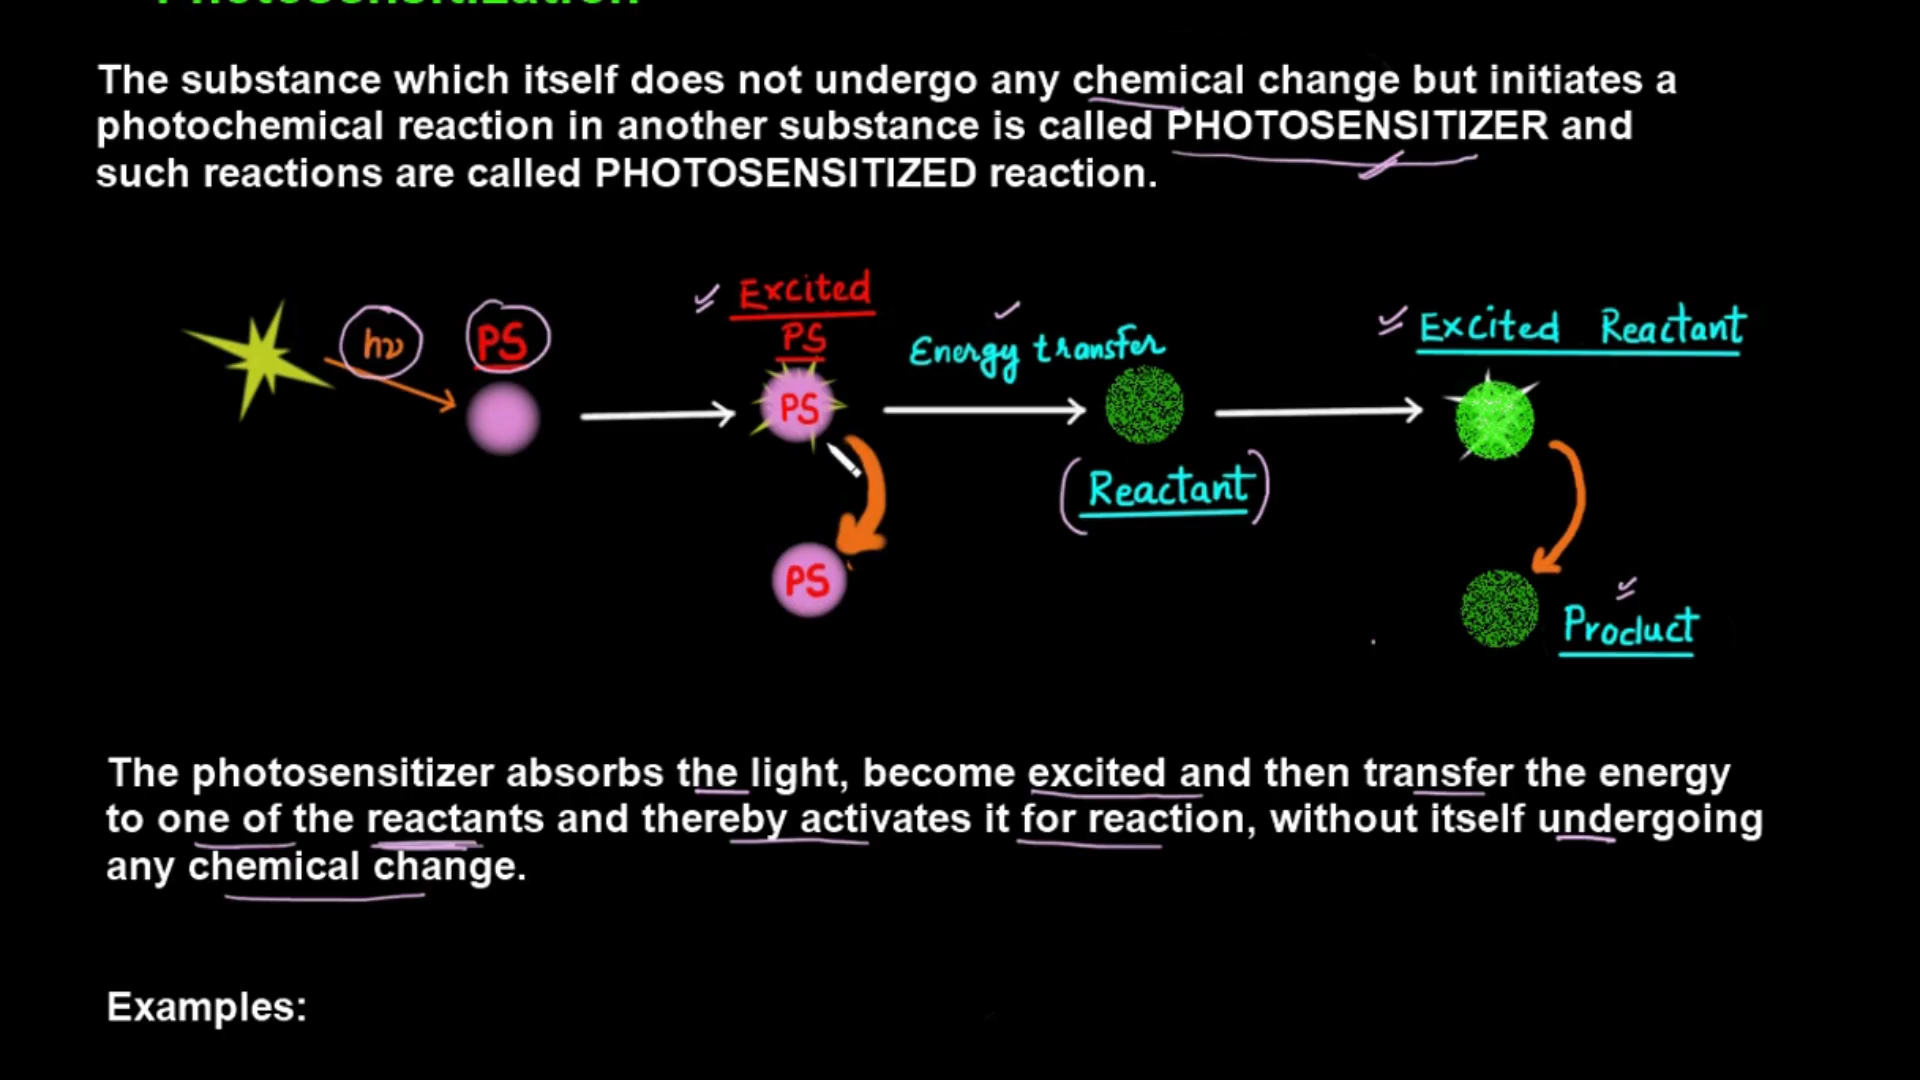 Photosensitization
The substance which itself does not undergo any chemical change but initiates a
photochemical reaction in another substance is called PHOTOSENSITIZER and
such reactions are called PHOTOSENSITIZED reaction.
hν
PS
Excited
PS
Energy transfer
Excited Reactant
PS
(Reactant)
PS
Product
The photosensitizer absorbs the light, become excited and then transfer the energy
to one of the reactants and thereby activates it for reaction, without itself undergoing
any chemical change.
Examples: